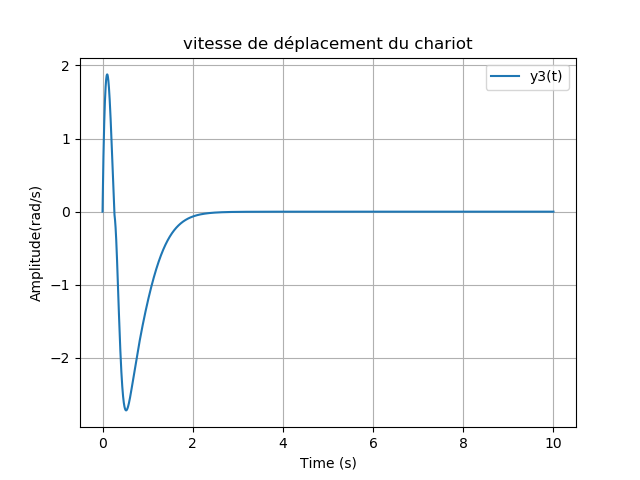 vitesse de déplacement du chariot
y3(t)
Amplitude(rad/s)
2
1
0
−1
−2
0
2
4
6
8
10
Time (s)